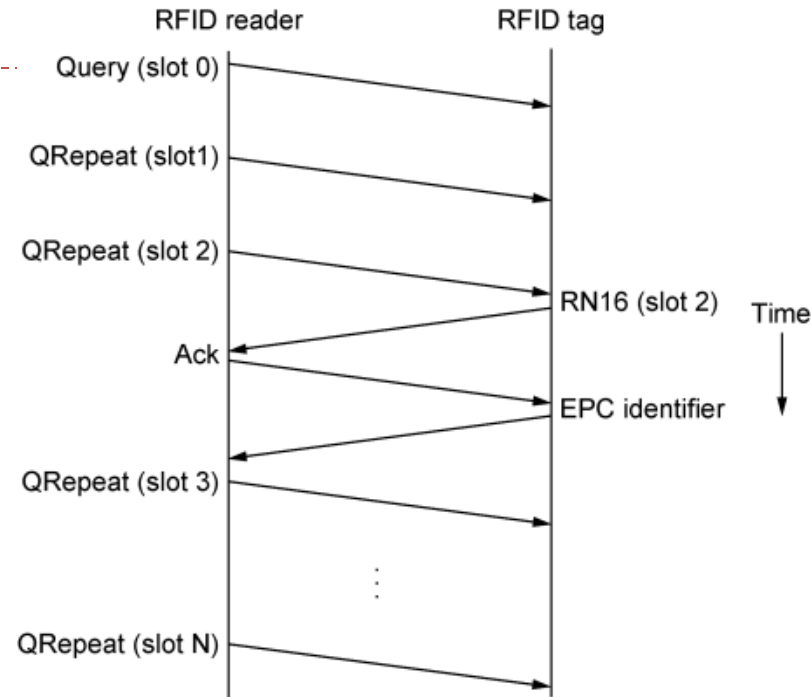 RFID reader
RFID tag
Query (slot 0)
QRepeat (slot1)
QRepeat (slot 2)
RN16 (slot 2)
Time
Ack
EPC identifier
QRepeat (slot 3)
QRepeat (slot N)